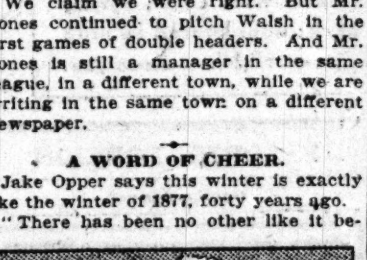 We claim we were right. But Mr.
ones continued to pitch Walsh in the
rst games of double headers. And Mr.
ones is still a manager in the same
eague, in a different town, while we are
riting in the same town on a different
ewspaper.
A WORD OF CHEER.
Jake Opper says this winter is exactly
ke the winter of 1877, forty years ago.
"There has been no other like it be-